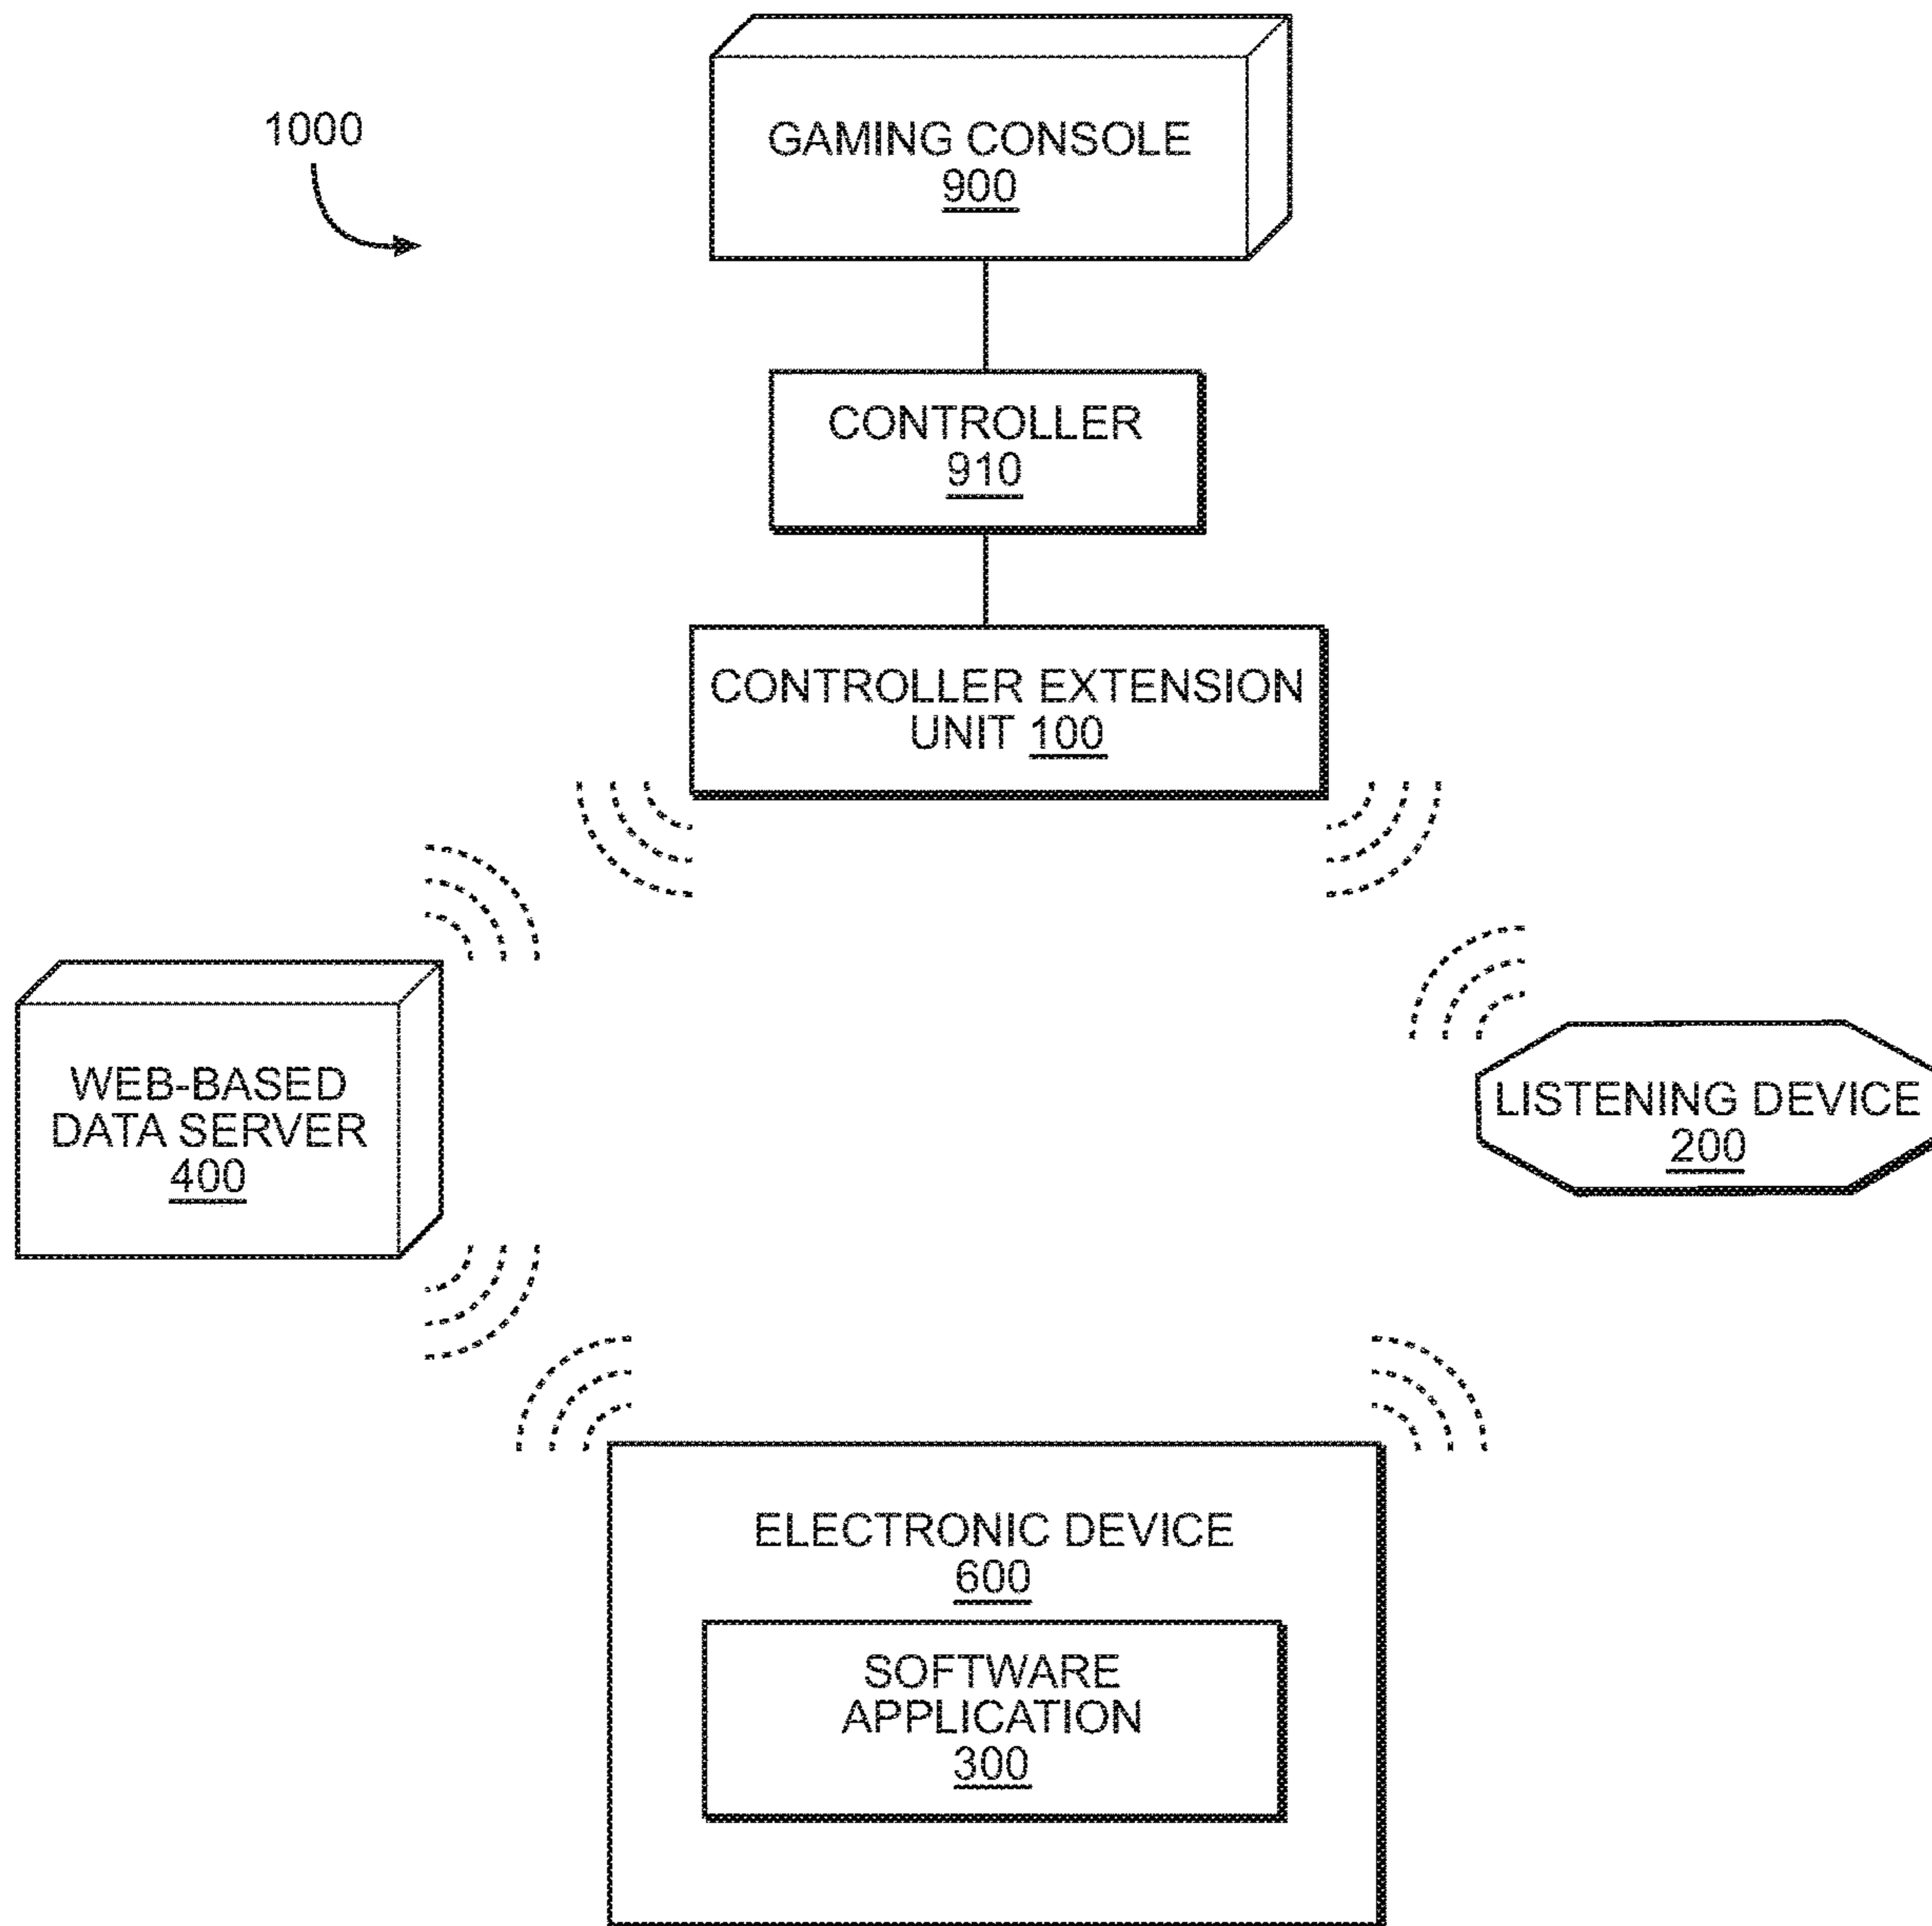 1000
GAMING CONSOLE
900
CONTROLLER
910
CONTROLLER EXTENSION
UNIT 100
WEB-BASED
DATA SERVER
400
LISTENING DEVICE
200
ELECTRONIC DEVICE
600
SOFTWARE
APPLICATION
300